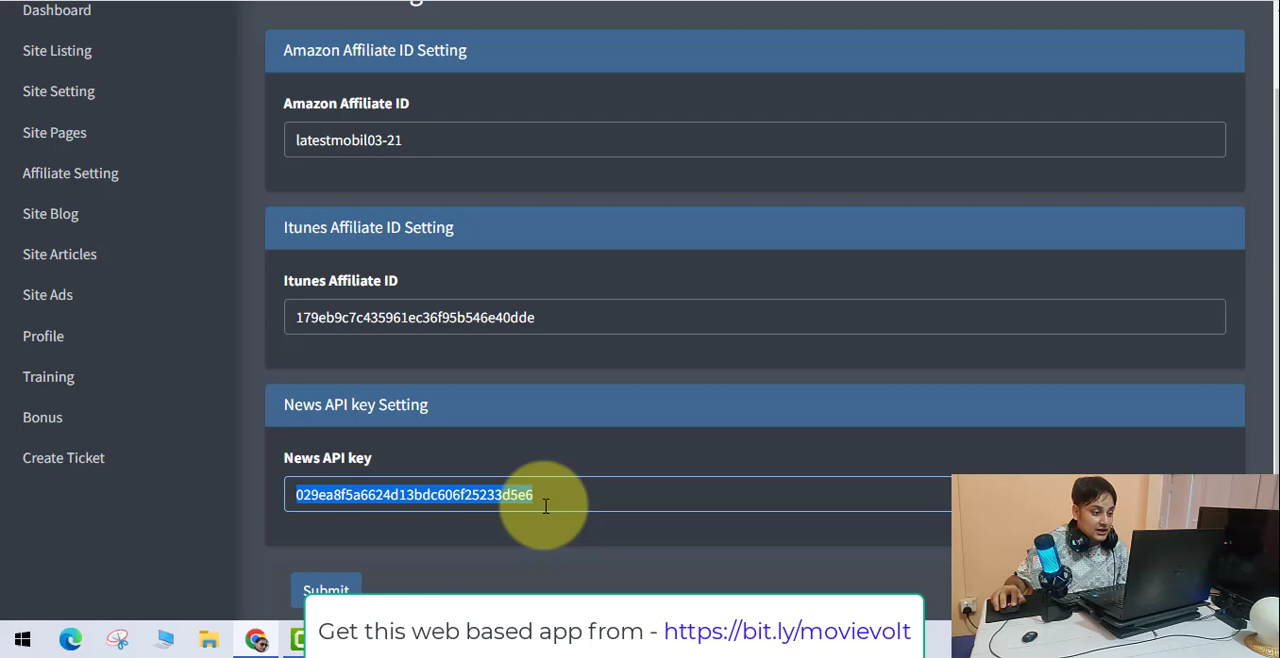 Dashboard
Site Listing
Site Setting
Site Pages
Affiliate Setting
Site Blog
Site Articles
Site Ads
Profile
Training
Bonus
Create Ticket
Amazon Affiliate ID Setting
Amazon Affiliate ID
latestmobil03-21
Itunes Affiliate ID Setting
Itunes Affiliate ID
179eb9c7c435961ec36f95b546e40dde
News API key Setting
News API key
029ea8f5a6624d13bdc606f25233d5e6
Submit
Get this web based app from - https://bit.ly/movievolt